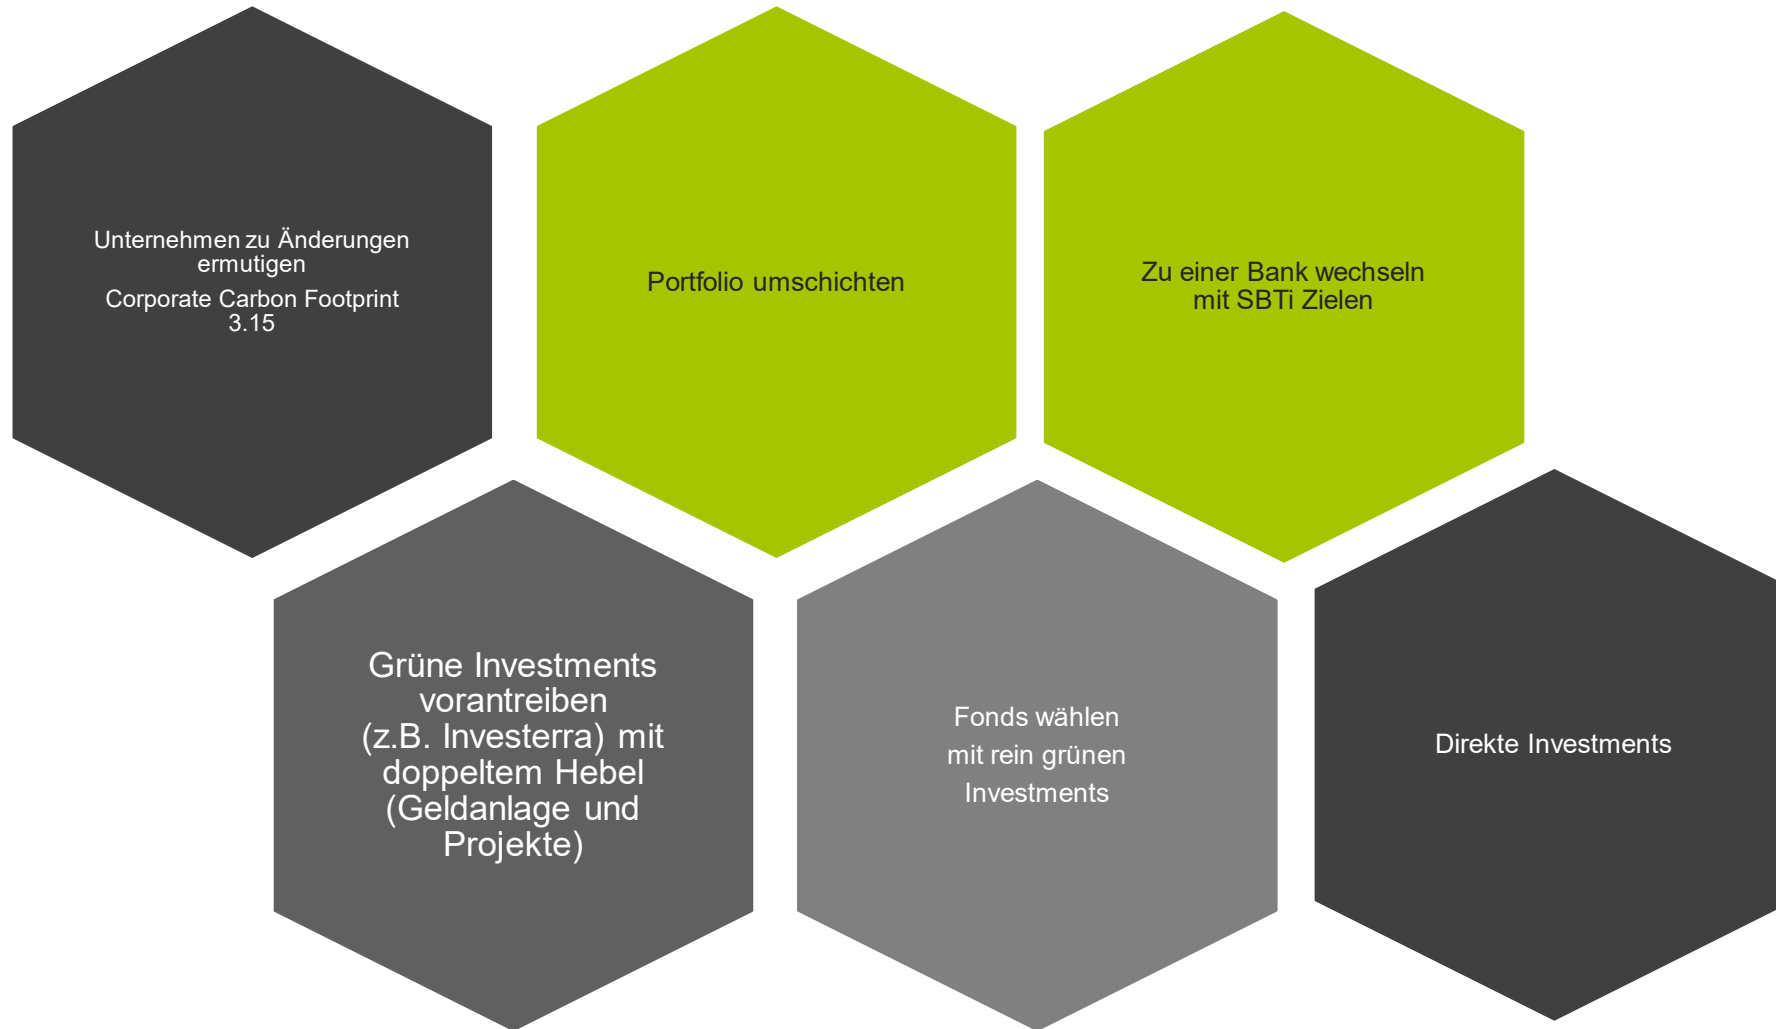 Unternehmen zu Änderungen
ermutigen
Corporate Carbon Footprint
3.15
Portfolio umschichten
Zu einer Bank wechseln
mit SBTi Zielen
Grüne Investments
vorantreiben
(z.B. Investerra) mit
doppeltem Hebel
(Geldanlage und
Projekte)
Fonds wählen
mit rein grünen
Investments
Direkte Investments